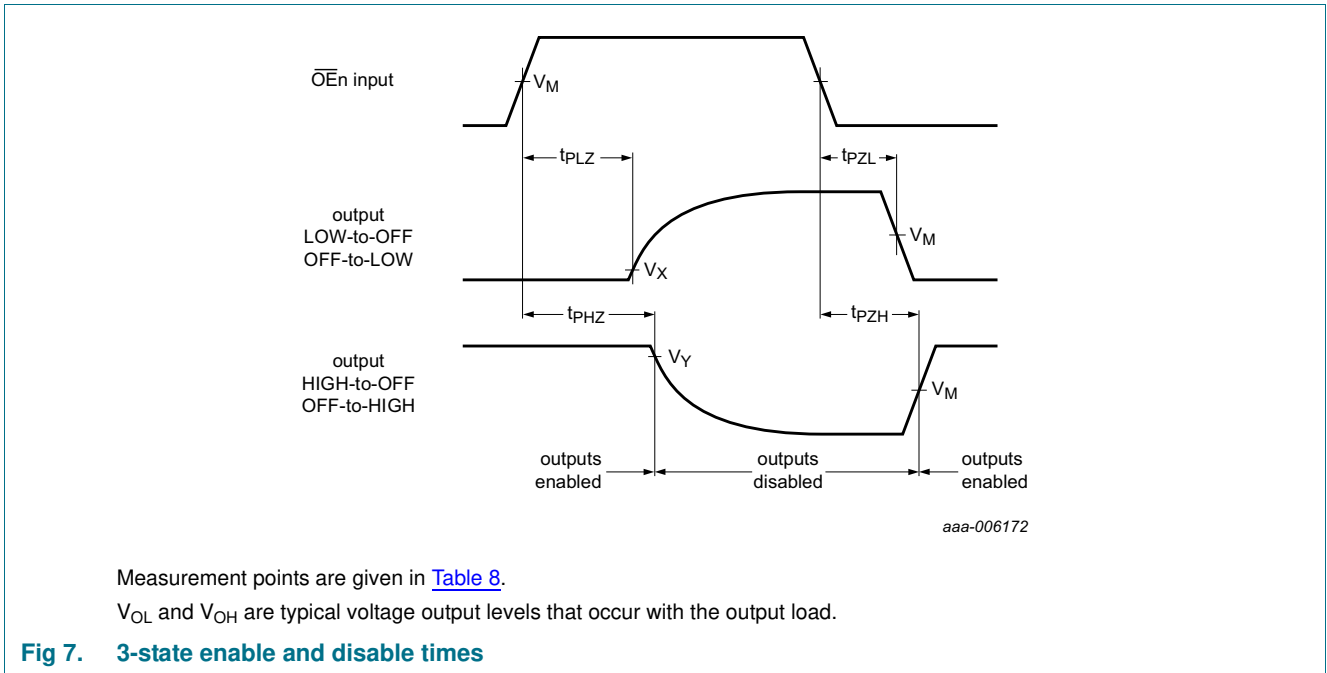 O̅E̅n input
VM
tPLZ
tPZL
output
LOW-to-OFF
OFF-to-LOW
VM
VX
tPHZ
tPZH
output
HIGH-to-OFF
OFF-to-HIGH
VY
VM
outputs
enabled
outputs
disabled
outputs
enabled
aaa-006172
Measurement points are given in Table 8.
VOL and VOH are typical voltage output levels that occur with the output load.
Fig 7. 3-state enable and disable times